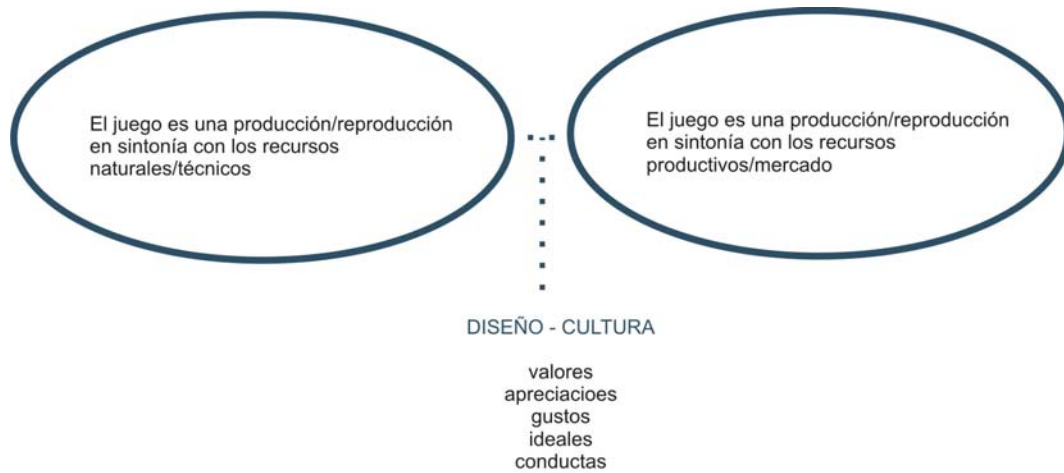 El juego es una producción/reproducción
en sintonía con los recursos
naturales/técnicos
El juego es una producción/reproducción
en sintonía con los recursos
productivos/mercado
DISEÑO - CULTURA
valores
apreciacioes
gustos
ideales
conductas